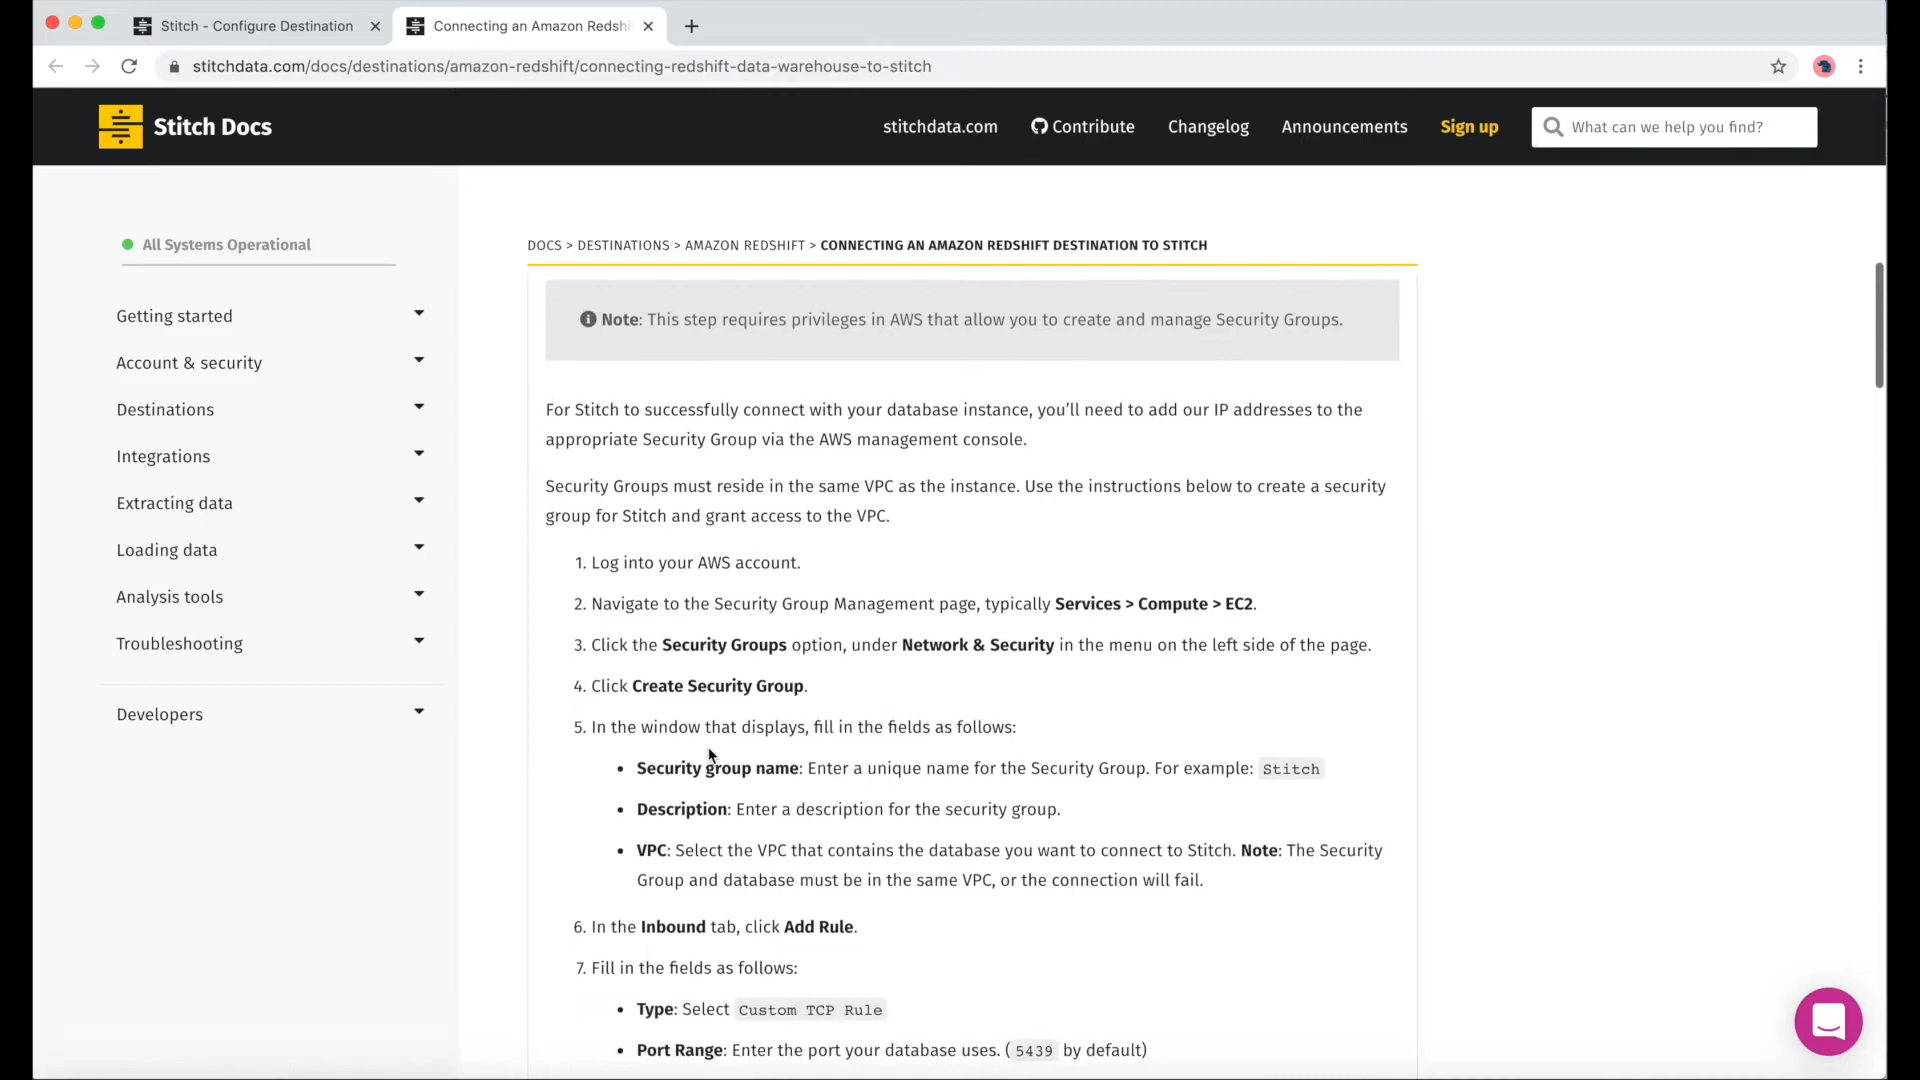 Stitch - Configure Destination
Connecting an Amazon Redshi
stitchdata.com/docs/destinations/amazon-redshift/connecting-redshift-data-warehouse-to-stitch
Stitch Docs
stitchdata.com
Contribute
Changelog
Announcements
Sign up
What can we help you find?
All Systems Operational
Getting started
Account & security
Destinations
Integrations
Extracting data
Loading data
Analysis tools
Troubleshooting
Developers
DOCS > DESTINATIONS > AMAZON REDSHIFT > CONNECTING AN AMAZON REDSHIFT DESTINATION TO STITCH
Note: This step requires privileges in AWS that allow you to create and manage Security Groups.
For Stitch to successfully connect with your database instance, you’ll need to add our IP addresses to the
appropriate Security Group via the AWS management console.
Security Groups must reside in the same VPC as the instance. Use the instructions below to create a security
group for Stitch and grant access to the VPC.
1. Log into your AWS account.
2. Navigate to the Security Group Management page, typically Services > Compute > EC2.
3. Click the Security Groups option, under Network & Security in the menu on the left side of the page.
4. Click Create Security Group.
5. In the window that displays, fill in the fields as follows:
• Security group name: Enter a unique name for the Security Group. For example: Stitch
• Description: Enter a description for the security group.
• VPC: Select the VPC that contains the database you want to connect to Stitch. Note: The Security
Group and database must be in the same VPC, or the connection will fail.
6. In the Inbound tab, click Add Rule.
7. Fill in the fields as follows:
• Type: Select Custom TCP Rule
• Port Range: Enter the port your database uses. ( 5439 by default)